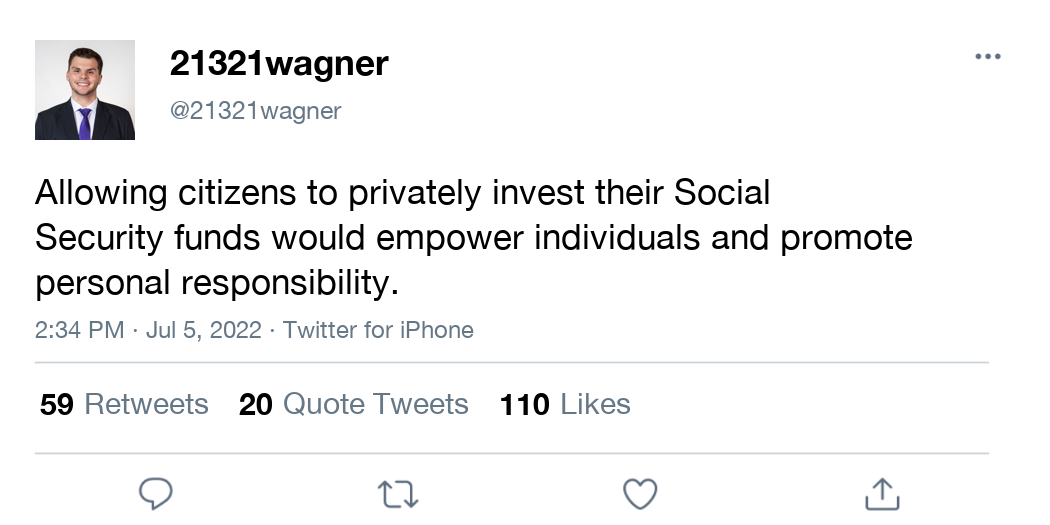 21321wagner
@21321wagner
Allowing citizens to privately invest their Social
Security funds would empower individuals and promote
personal responsibility.
2:34 PM · Jul 5, 2022 · Twitter for iPhone
59 Retweets 20 Quote Tweets 110 Likes